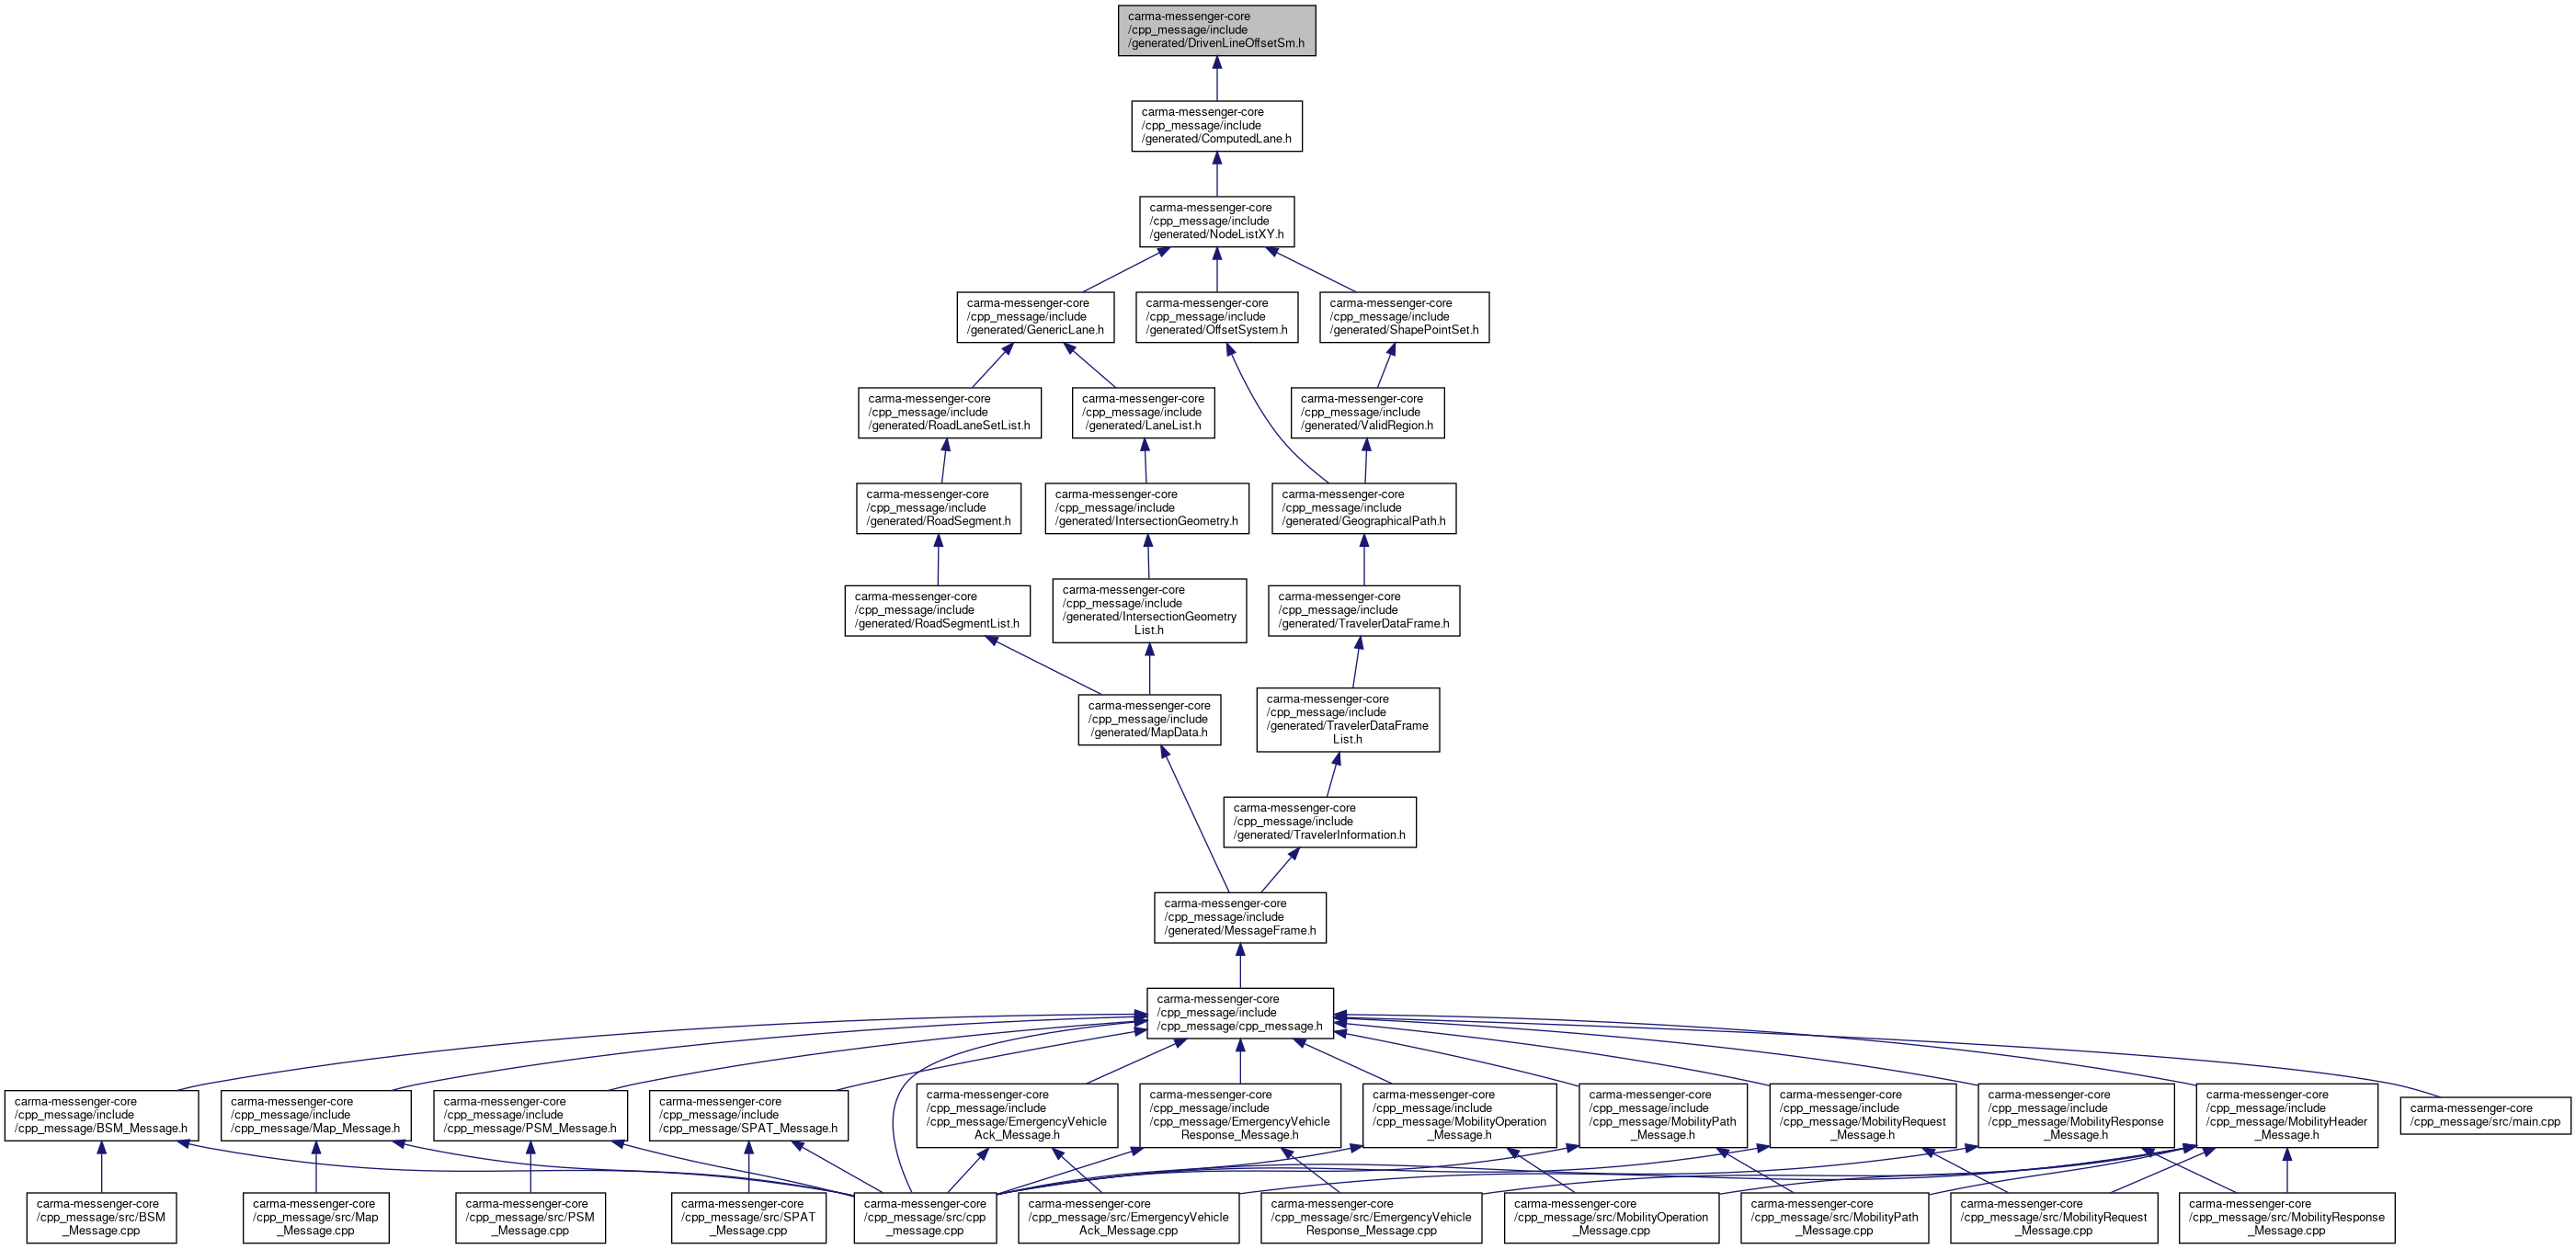 carma-messenger-core
/cpp_message/include
/generated/DrivenLineOffsetSm.h
carma-messenger-core
/cpp_message/include
/generated/ComputedLane.h
carma-messenger-core
/cpp_message/include
/generated/NodeListXY.h
carma-messenger-core
/cpp_message/include
/generated/GenericLane.h
carma-messenger-core
/cpp_message/include
/generated/OffsetSystem.h
carma-messenger-core
/cpp_message/include
/generated/ShapePointSet.h
carma-messenger-core
/cpp_message/include
/generated/RoadLaneSetList.h
carma-messenger-core
/cpp_message/include
/generated/LaneList.h
carma-messenger-core
/cpp_message/include
/generated/ValidRegion.h
carma-messenger-core
/cpp_message/include
/generated/RoadSegment.h
carma-messenger-core
/cpp_message/include
/generated/IntersectionGeometry.h
carma-messenger-core
/cpp_message/include
/generated/GeographicalPath.h
carma-messenger-core
/cpp_message/include
/generated/RoadSegmentList.h
carma-messenger-core
/cpp_message/include
/generated/IntersectionGeometry
List.h
carma-messenger-core
/cpp_message/include
/generated/TravelerDataFrame.h
carma-messenger-core
/cpp_message/include
/generated/MapData.h
carma-messenger-core
/cpp_message/include
/generated/TravelerDataFrame
List.h
carma-messenger-core
/cpp_message/include
/generated/TravelerInformation.h
carma-messenger-core
/cpp_message/include
/generated/MessageFrame.h
carma-messenger-core
/cpp_message/include
/cpp_message/cpp_message.h
carma-messenger-core
/cpp_message/include
/cpp_message/BSM_Message.h
carma-messenger-core
/cpp_message/include
/cpp_message/Map_Message.h
carma-messenger-core
/cpp_message/include
/cpp_message/PSM_Message.h
carma-messenger-core
/cpp_message/include
/cpp_message/SPAT_Message.h
carma-messenger-core
/cpp_message/include
/cpp_message/EmergencyVehicle
Ack_Message.h
carma-messenger-core
/cpp_message/include
/cpp_message/EmergencyVehicle
Response_Message.h
carma-messenger-core
/cpp_message/include
/cpp_message/MobilityOperation
_Message.h
carma-messenger-core
/cpp_message/include
/cpp_message/MobilityPath
_Message.h
carma-messenger-core
/cpp_message/include
/cpp_message/MobilityRequest
_Message.h
carma-messenger-core
/cpp_message/include
/cpp_message/MobilityResponse
_Message.h
carma-messenger-core
/cpp_message/include
/cpp_message/MobilityHeader
_Message.h
carma-messenger-core
/cpp_message/src/main.cpp
carma-messenger-core
/cpp_message/src/BSM
_Message.cpp
carma-messenger-core
/cpp_message/src/Map
_Message.cpp
carma-messenger-core
/cpp_message/src/PSM
_Message.cpp
carma-messenger-core
/cpp_message/src/SPAT
_Message.cpp
carma-messenger-core
/cpp_message/src/cpp
_message.cpp
carma-messenger-core
/cpp_message/src/EmergencyVehicle
Ack_Message.cpp
carma-messenger-core
/cpp_message/src/EmergencyVehicle
Response_Message.cpp
carma-messenger-core
/cpp_message/src/MobilityOperation
_Message.cpp
carma-messenger-core
/cpp_message/src/MobilityPath
_Message.cpp
carma-messenger-core
/cpp_message/src/MobilityRequest
_Message.cpp
carma-messenger-core
/cpp_message/src/MobilityResponse
_Message.cpp